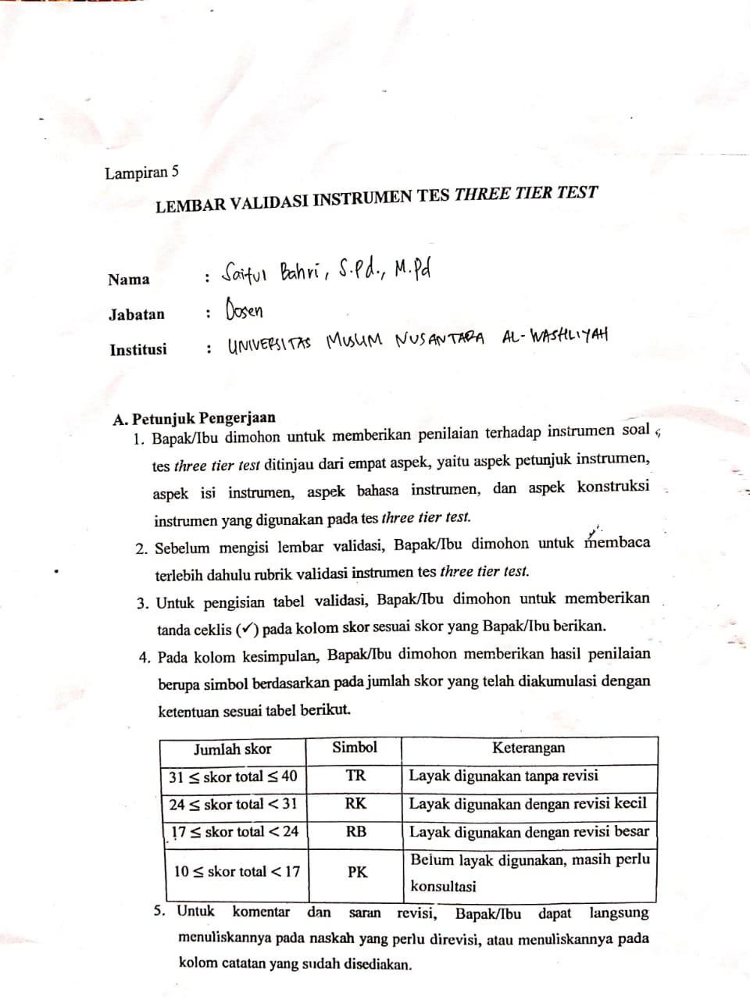 Lampiran 5
LEMBAR VALIDASI INSTRUMEN TES THREE TIER TEST
Nama : Saiful Bahri, S.Pd., M.Pd
Jabatan : Dosen
Institusi : UNIVERSITAS MUSLIM NUSANTARA AL-WASHLIYAH
A. Petunjuk Pengerjaan
1. Bapak/Ibu dimohon untuk memberikan penilaian terhadap instrumen soal
tes three tier test ditinjau dari empat aspek, yaitu aspek petunjuk instrumen,
aspek isi instrumen, aspek bahasa instrumen, dan aspek konstruksi
instrumen yang digunakan pada tes three tier test.
2. Sebelum mengisi lembar validasi, Bapak/Ibu dimohon untuk membaca
terlebih dahulu rubrik validasi instrumen tes three tier test.
3. Untuk pengisian tabel validasi, Bapak/Ibu dimohon untuk memberikan
tanda ceklis (✓) pada kolom skor sesuai skor yang Bapak/Ibu berikan.
4. Pada kolom kesimpulan, Bapak/Ibu dimohon memberikan hasil penilaian
berupa simbol berdasarkan pada jumlah skor yang telah diakumulasi dengan
ketentuan sesuai tabel berikut.
Jumlah skor Simbol Keterangan
31 ≤ skor total ≤ 40 TR Layak digunakan tanpa revisi
24 ≤ skor total < 31 RK Layak digunakan dengan revisi kecil
17 ≤ skor total < 24 RB Layak digunakan dengan revisi besar
10 ≤ skor total < 17 PK Belum layak digunakan, masih perlu
konsultasi
5. Untuk komentar dan saran revisi, Bapak/Ibu dapat langsung
menuliskannya pada naskah yang perlu direvisi, atau menuliskannya pada
kolom catatan yang sudah disediakan.